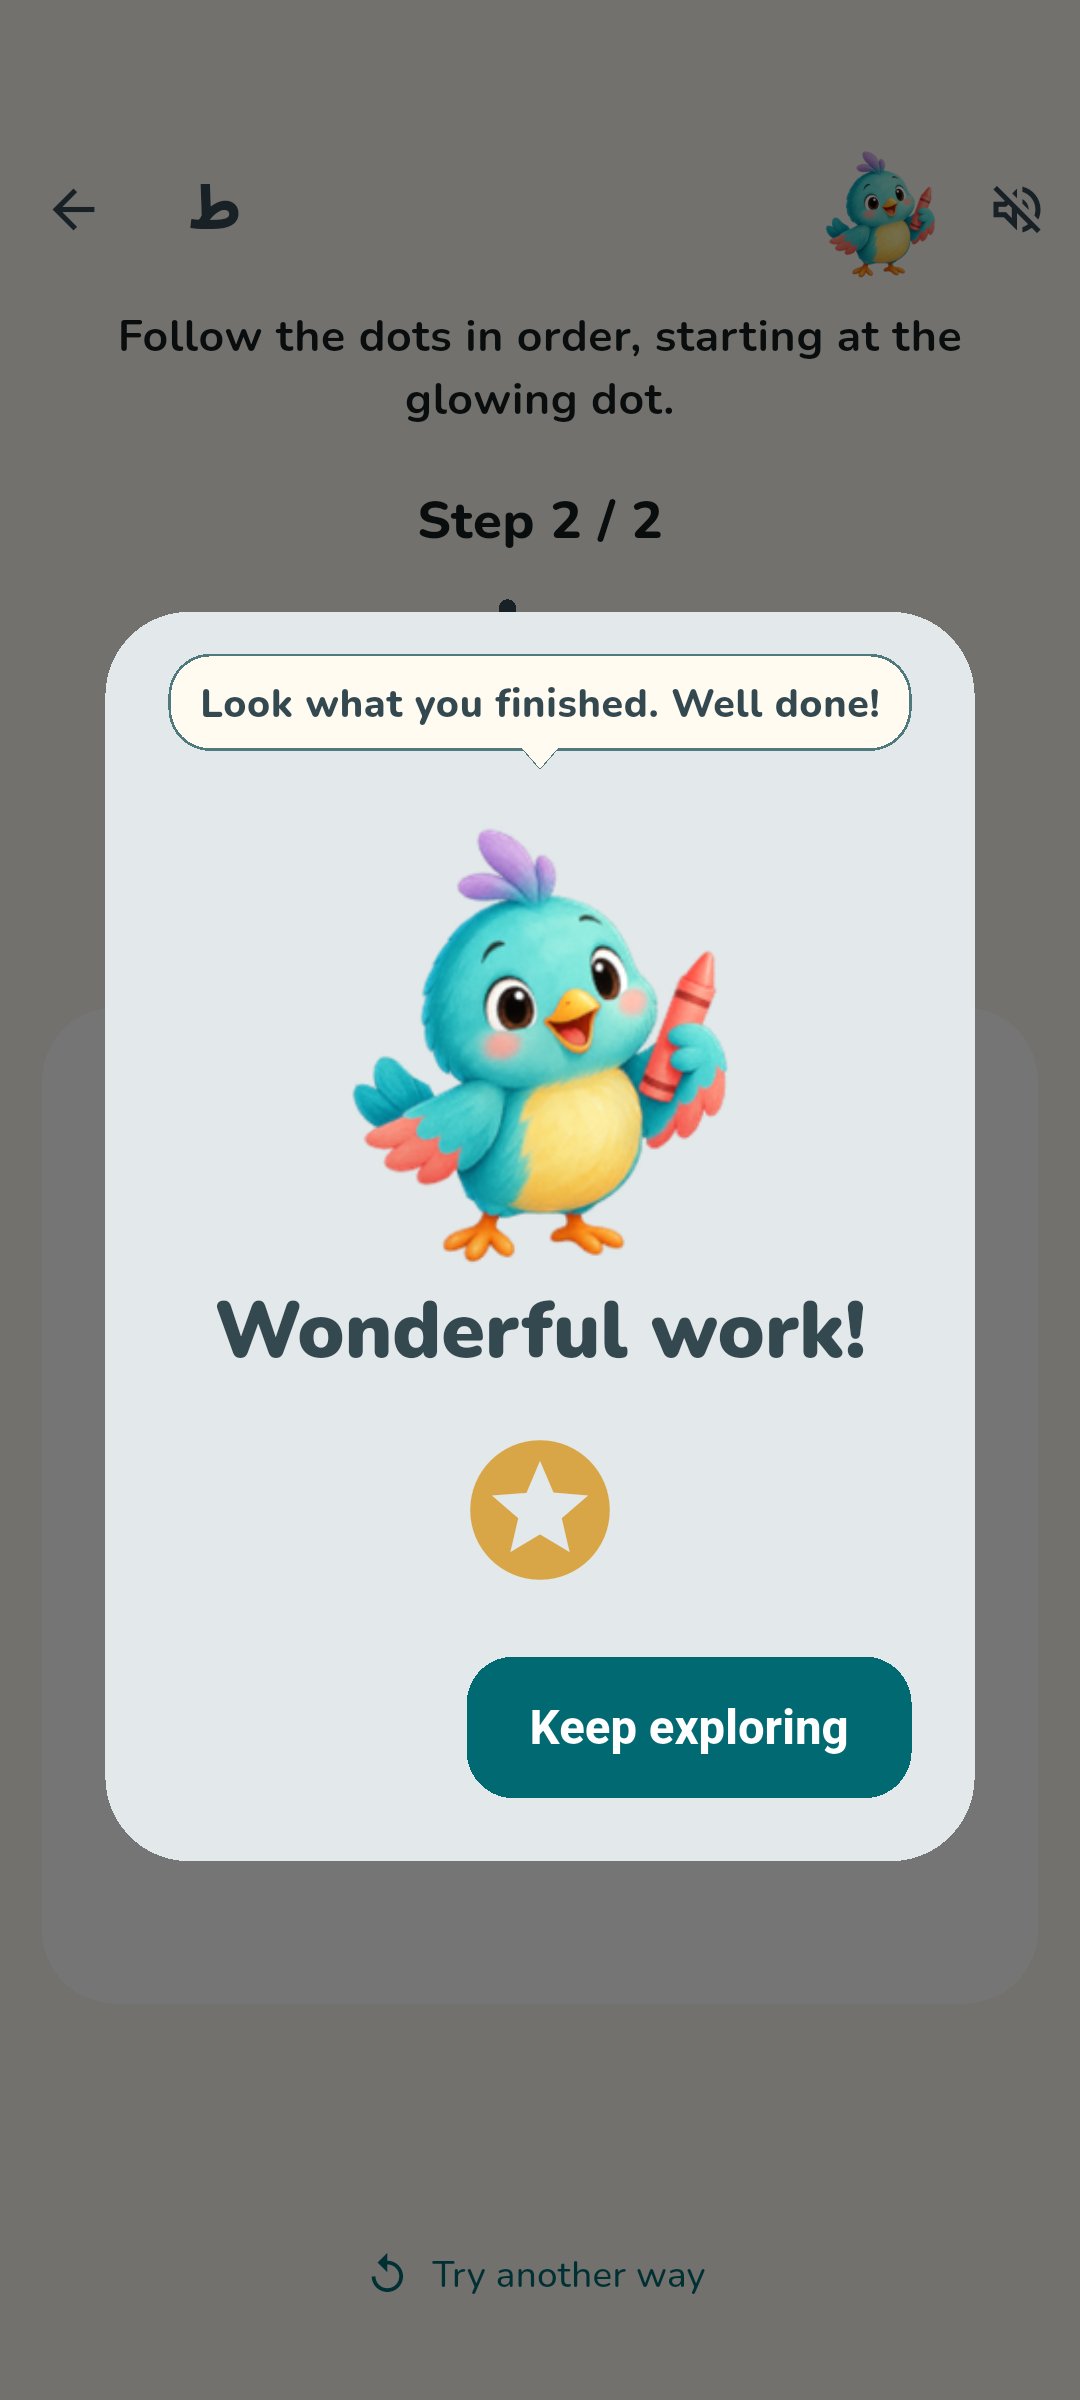 ط
Follow the dots in order, starting at the
glowing dot.
Step 2 / 2
Look what you finished. Well done!
Wonderful work!
Keep exploring
Try another way